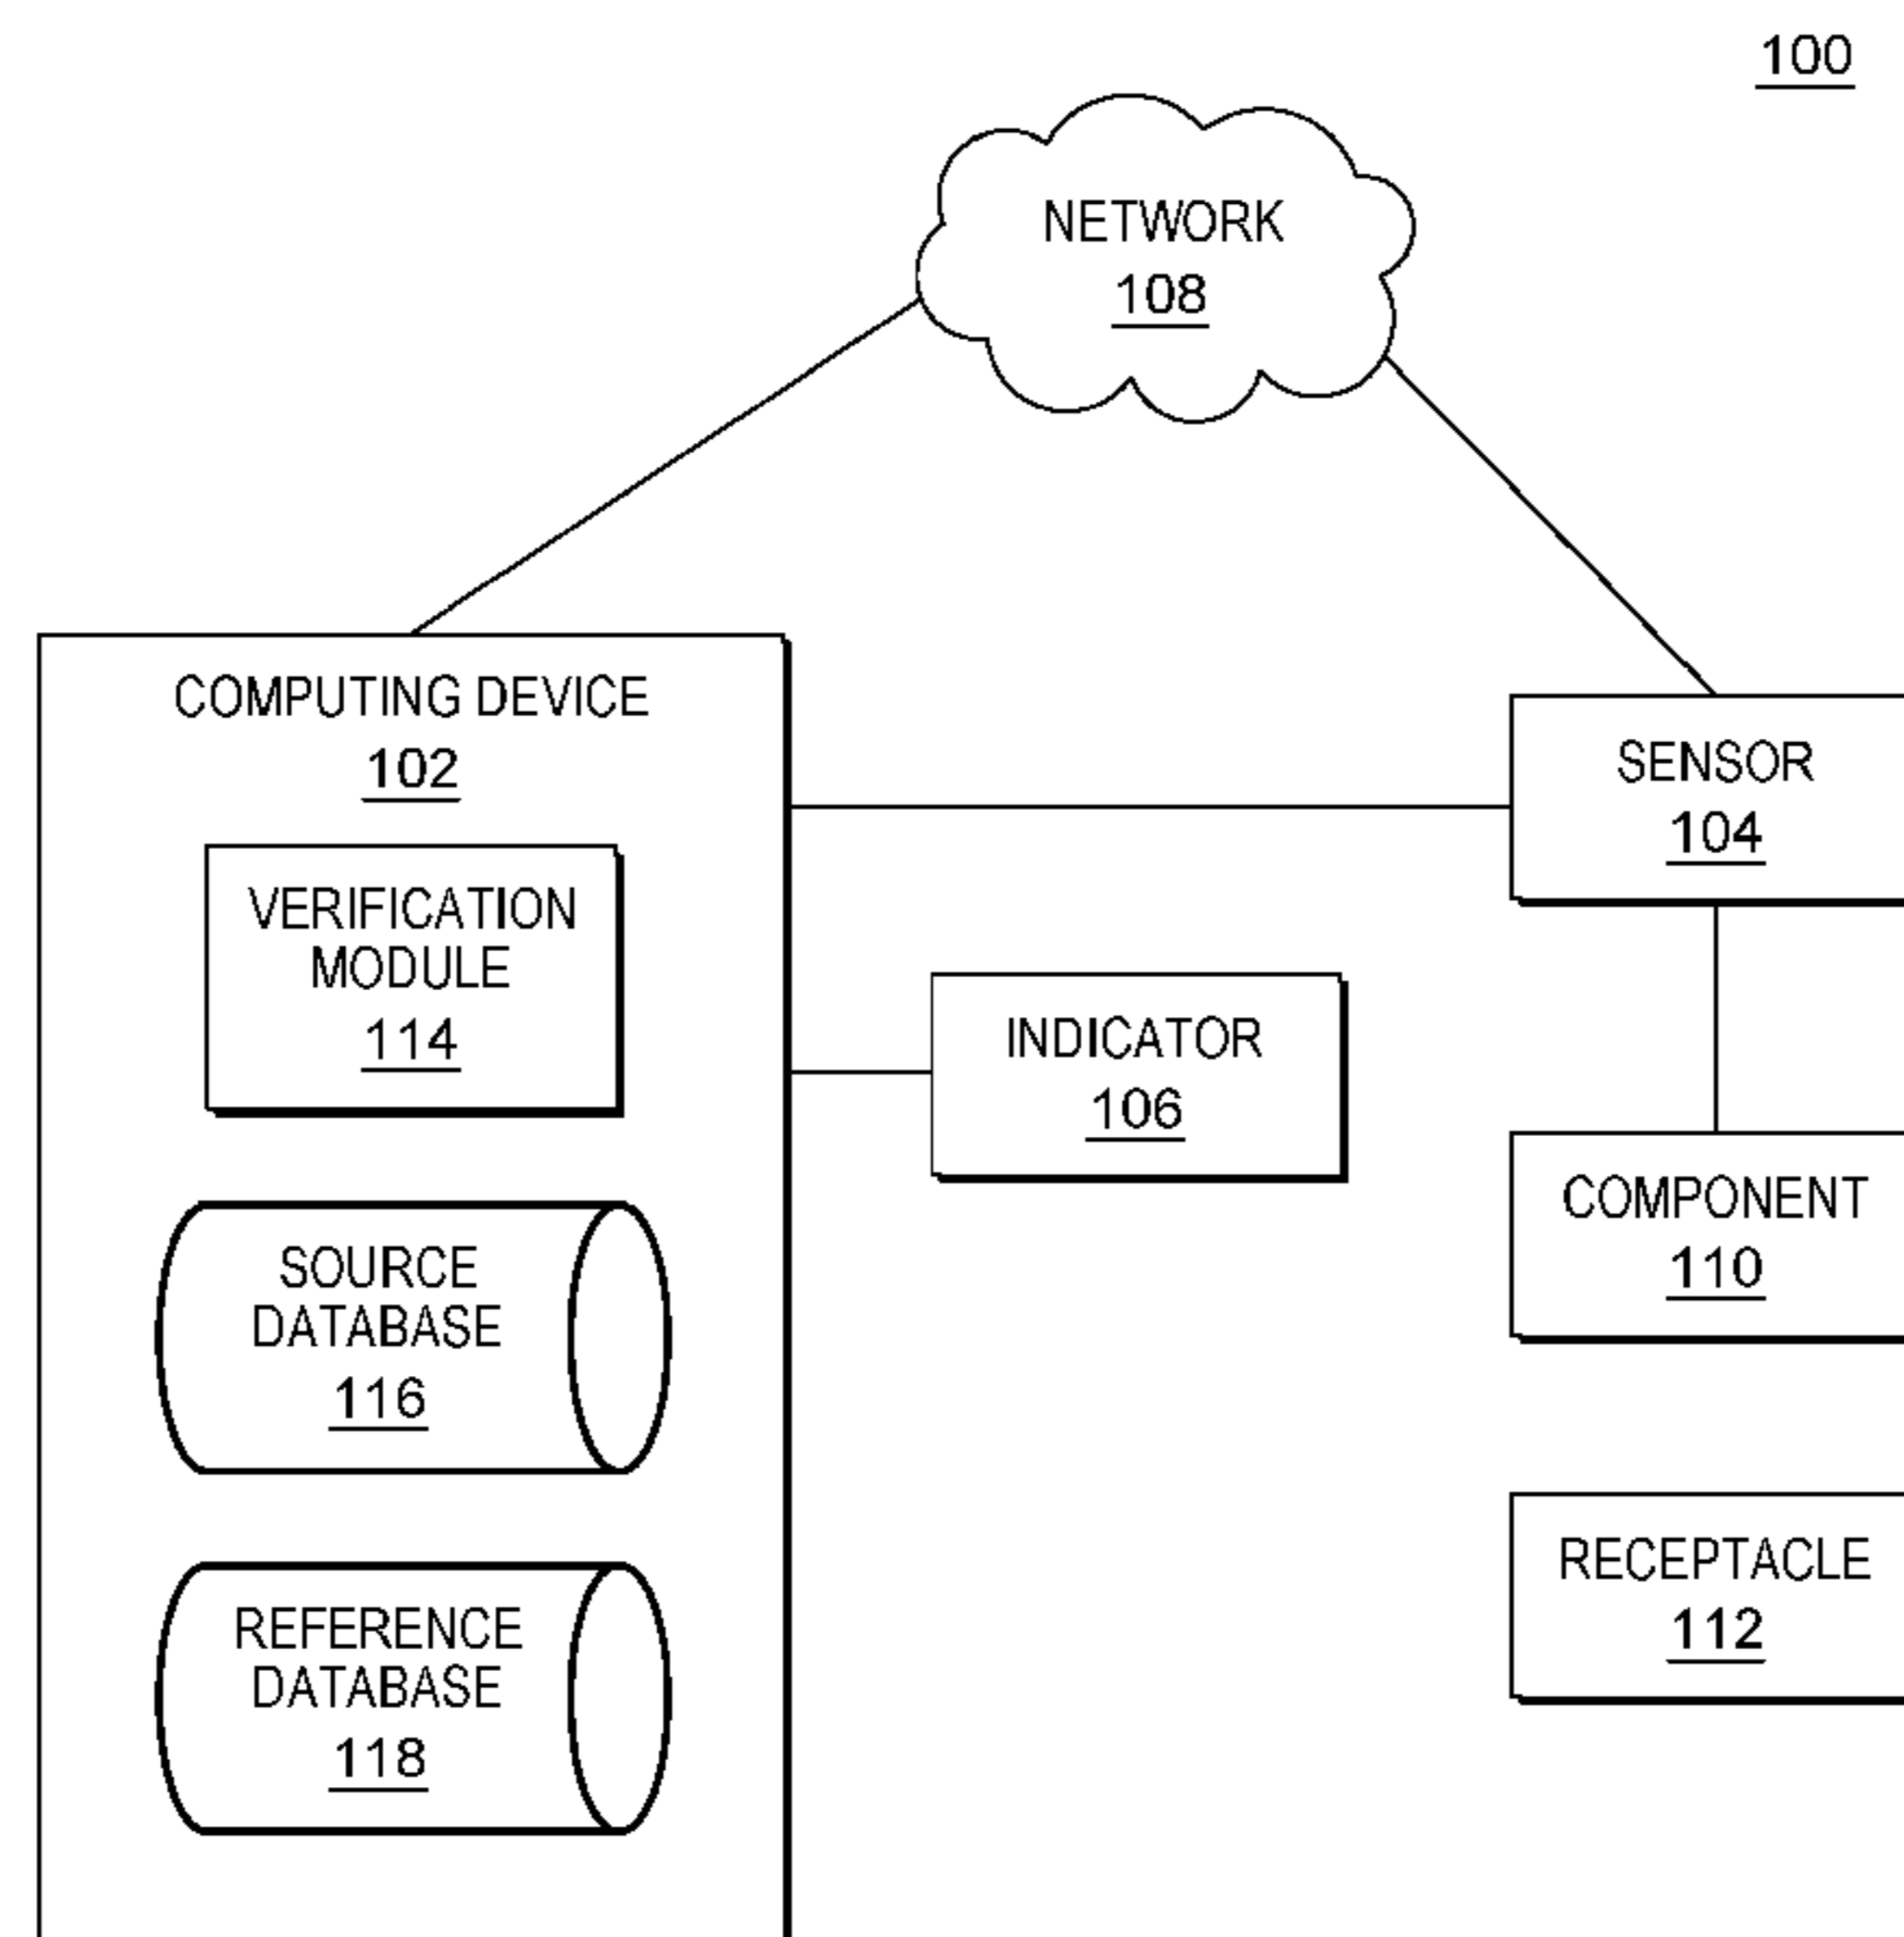 100
NETWORK
108
COMPUTING DEVICE
102
SENSOR
104
VERIFICATION
MODULE
114
INDICATOR
106
COMPONENT
110
SOURCE
DATABASE
116
RECEPTACLE
112
REFERENCE
DATABASE
118